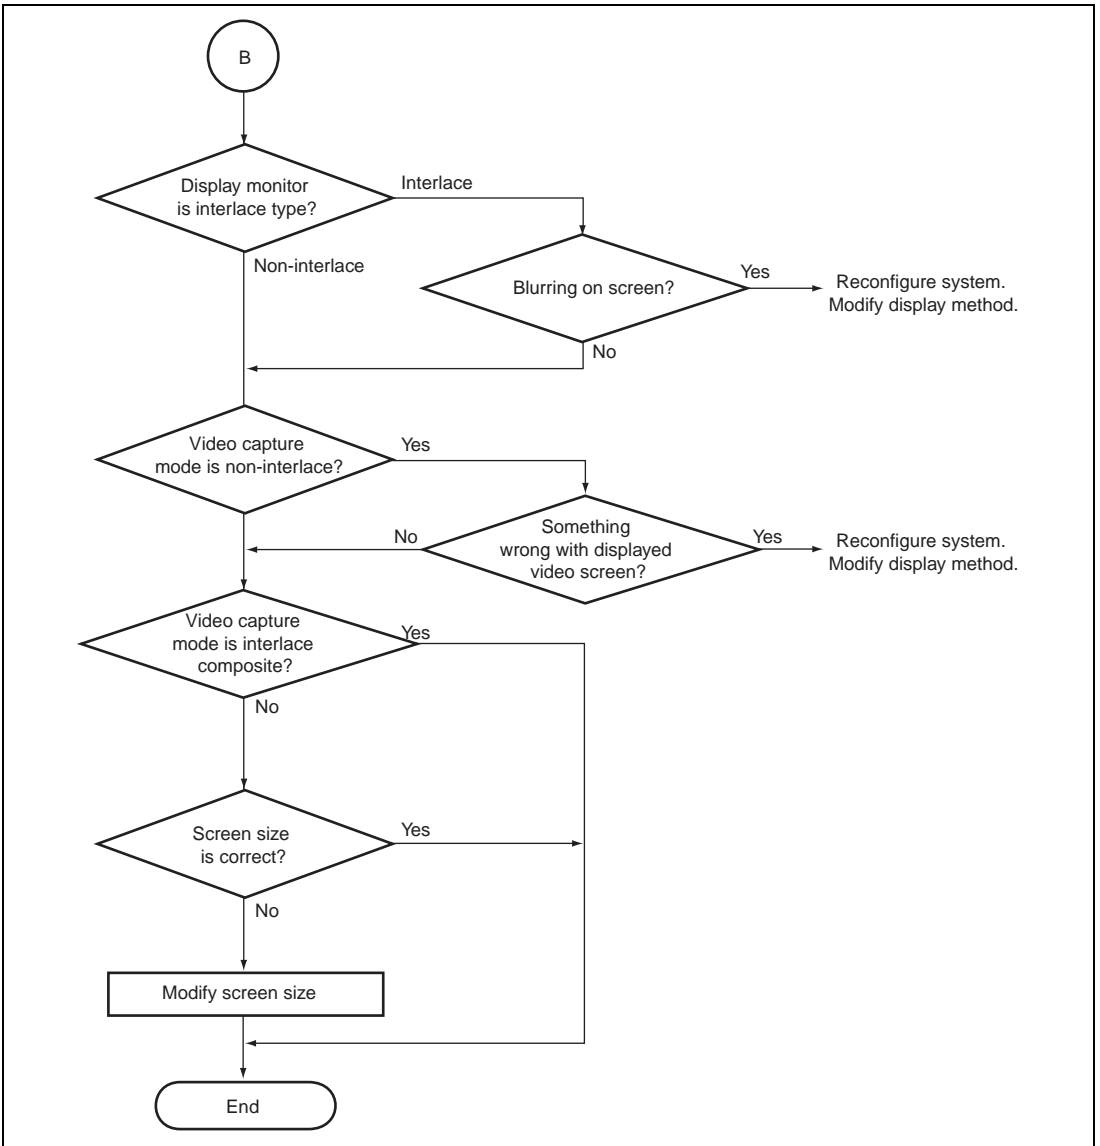 B
Display monitor
is interlace type?
Interlace
Non-interlace
Blurring on screen?
Yes
Reconfigure system.
Modify display method.
No
Video capture
mode is non-interlace?
Yes
Something
wrong with displayed
video screen?
No
Yes
Reconfigure system.
Modify display method.
Video capture
mode is interlace
composite?
Yes
No
Screen size
is correct?
Yes
No
Modify screen size
End